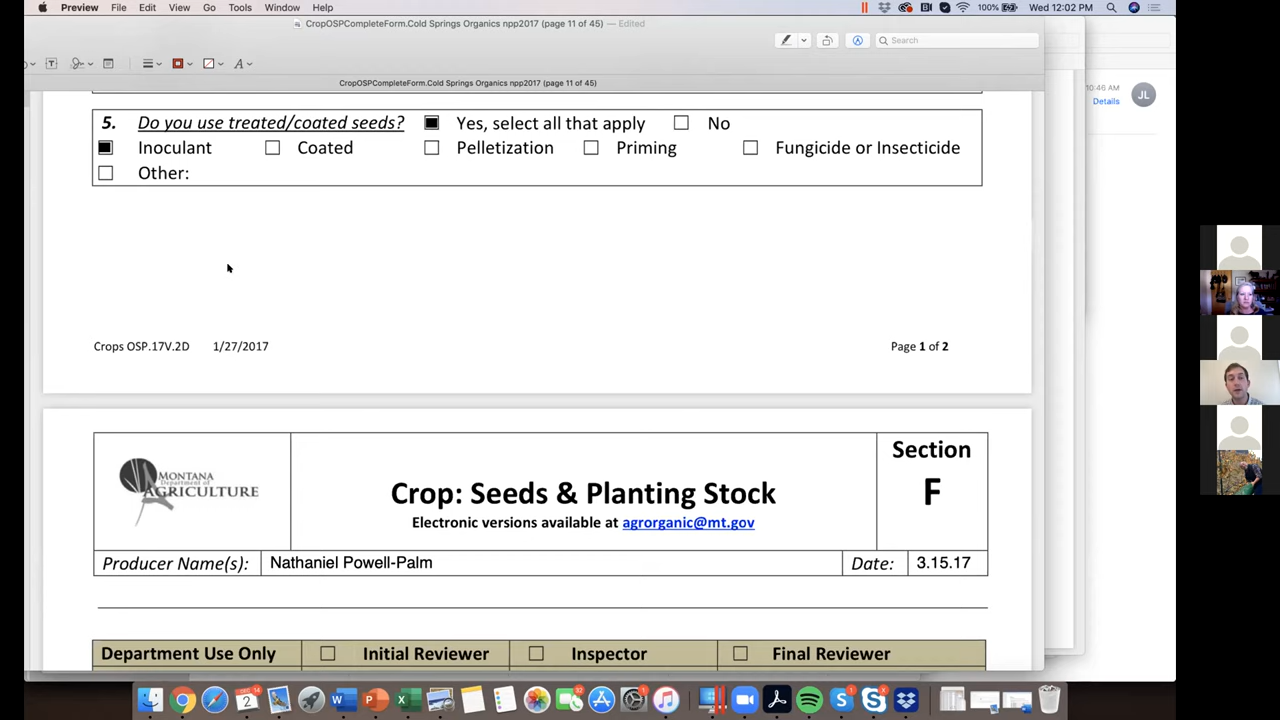 Preview File Edit View Go Tools Window Help 100% Wed 12:02 PM
CropOSPCompleteForm.Cold Springs Organics npp2017 (page 11 of 45) — Edited
Search
CropOSPCompleteForm.Cold Springs Organics npp2017 (page 11 of 45)
10:46 AM
JL
Details
5. Do you use treated/coated seeds? Yes, select all that apply No
Inoculant Coated Pelletization Priming Fungicide or Insecticide
Other:
Crops OSP.17V.2D 1/27/2017 Page 1 of 2
MONTANA
Department of
AGRICULTURE
Crop: Seeds & Planting Stock
Electronic versions available at agrorganic@mt.gov
Section
F
Producer Name(s): Nathaniel Powell-Palm Date: 3.15.17
Department Use Only Initial Reviewer Inspector Final Reviewer